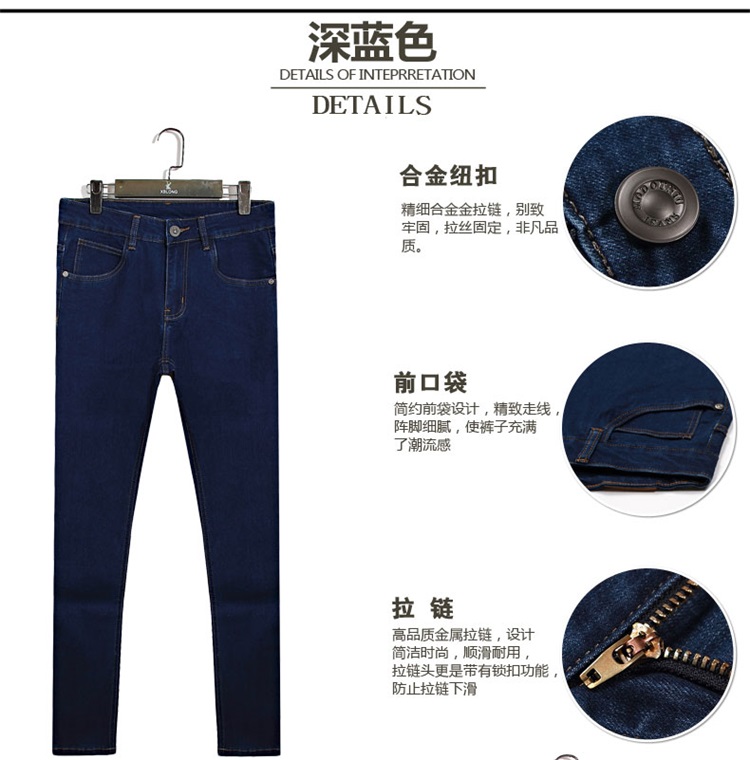 深蓝色
DETAILS OF INTEPRRETATION
DETAILS
合金纽扣
精细合金金拉链，别致
牢固，拉丝固定，非凡品
质。
前口袋
简约前袋设计，精致走线，
阵脚细腻，使裤子充满
了潮流感
拉 链
高品质金属拉链，设计
简洁时尚，顺滑耐用，
拉链头更是带有锁扣功能，
防止拉链下滑